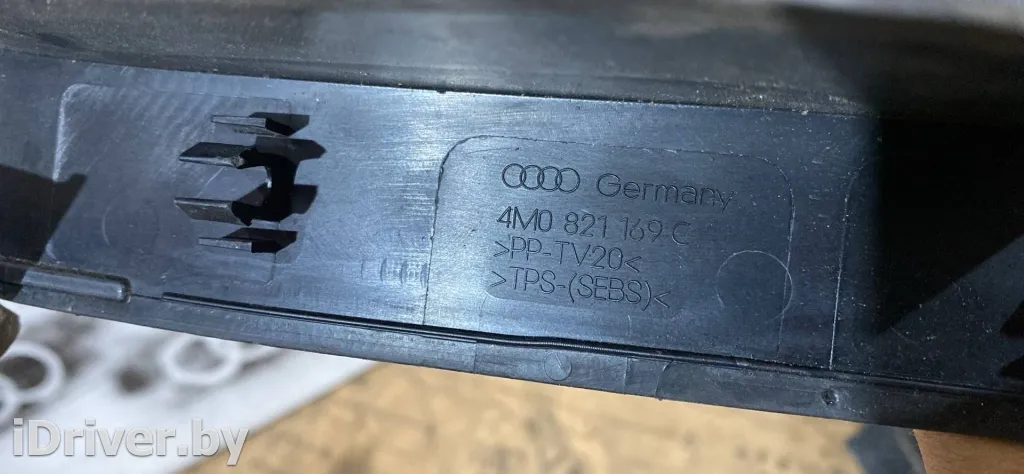 Germany
4M0 821 169 C
>PP-TV20<
>TPS-(SEBS)<
iDriver.by